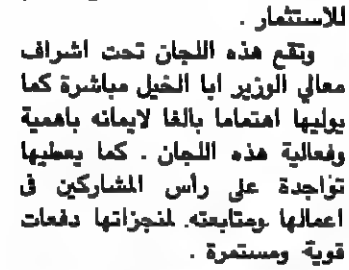 للاستثمار .
وتقع هذه اللجان تحت اشراف
معالي الوزير ابا الخيل مباشرة كما
يوليها اهتماما بالغا لايمانه باهمية
وفعالية هذه اللجان . كما يعطيها
تواجدة على رأس المشاركين في
اعمالها ومتابعته لمنجزاتها دفعات
قوية ومستمرة .